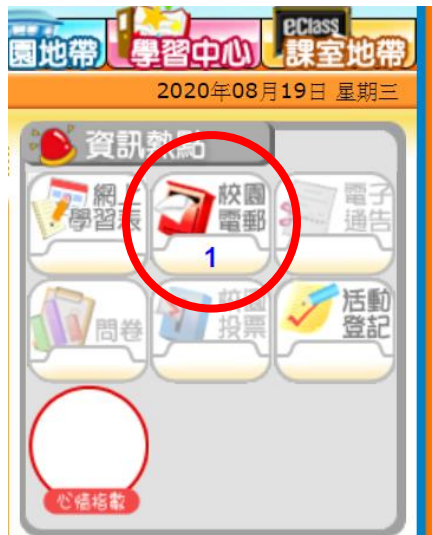 eClass
園地帶 學習中心 課室地帶
2020年08月19日 星期三
資訊熱點
網上
學習表
校園
電郵
1
電子
通告
問卷
校園
投票
活動
登記
心情指數